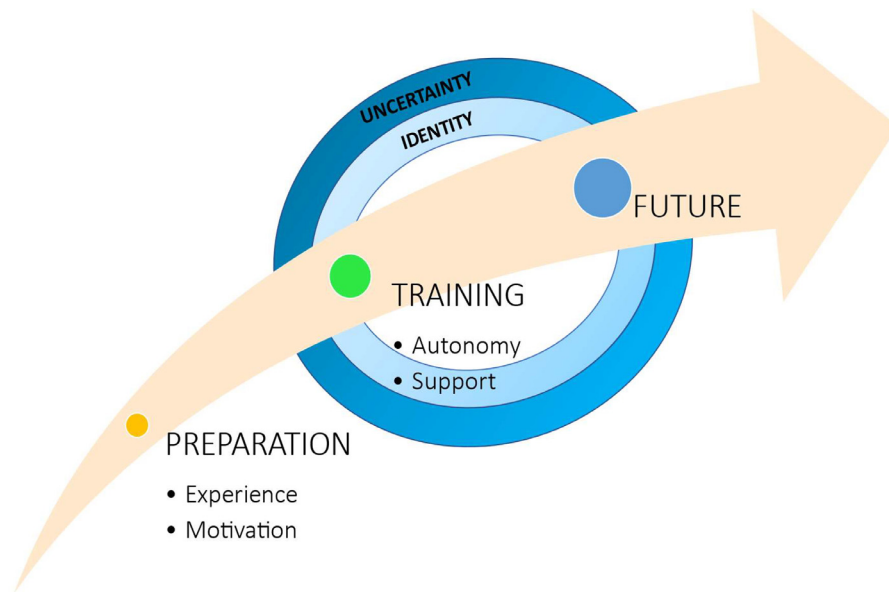 UNCERTAINTY
IDENTITY
FUTURE
TRAINING
• Autonomy
• Support
PREPARATION
• Experience
• Motivation